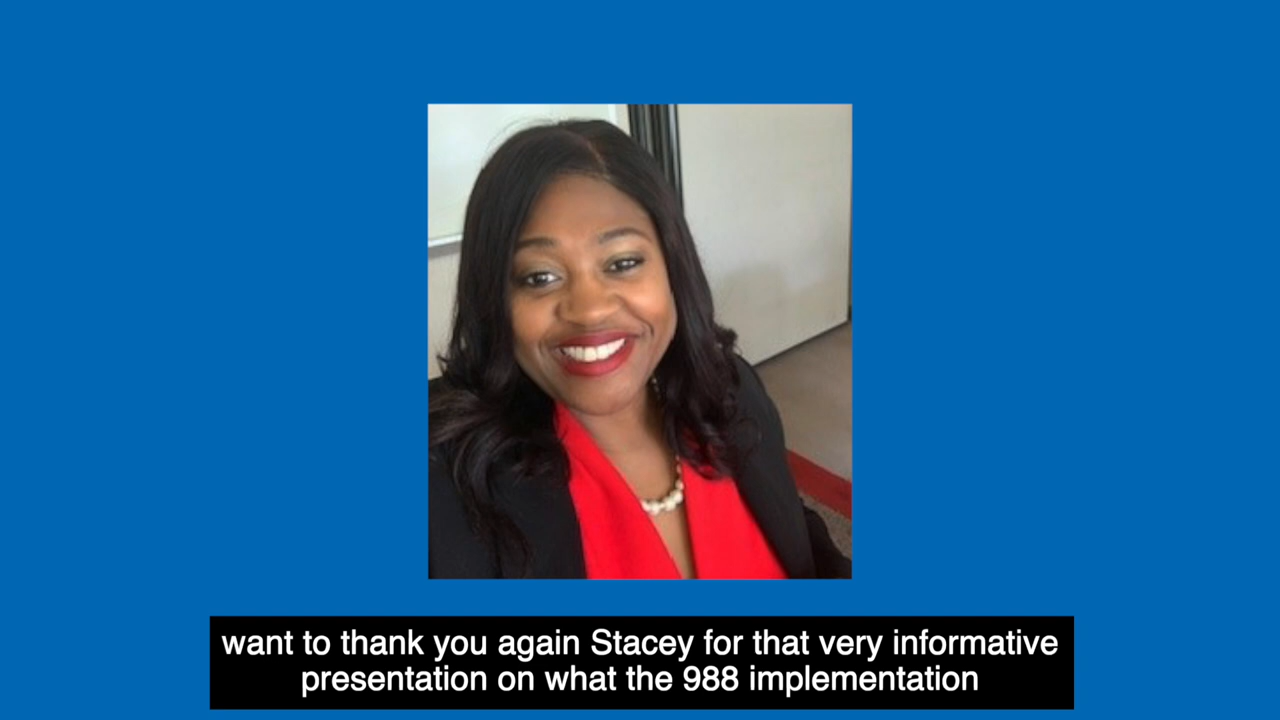 want to thank you again Stacey for that very informative
presentation on what the 988 implementation